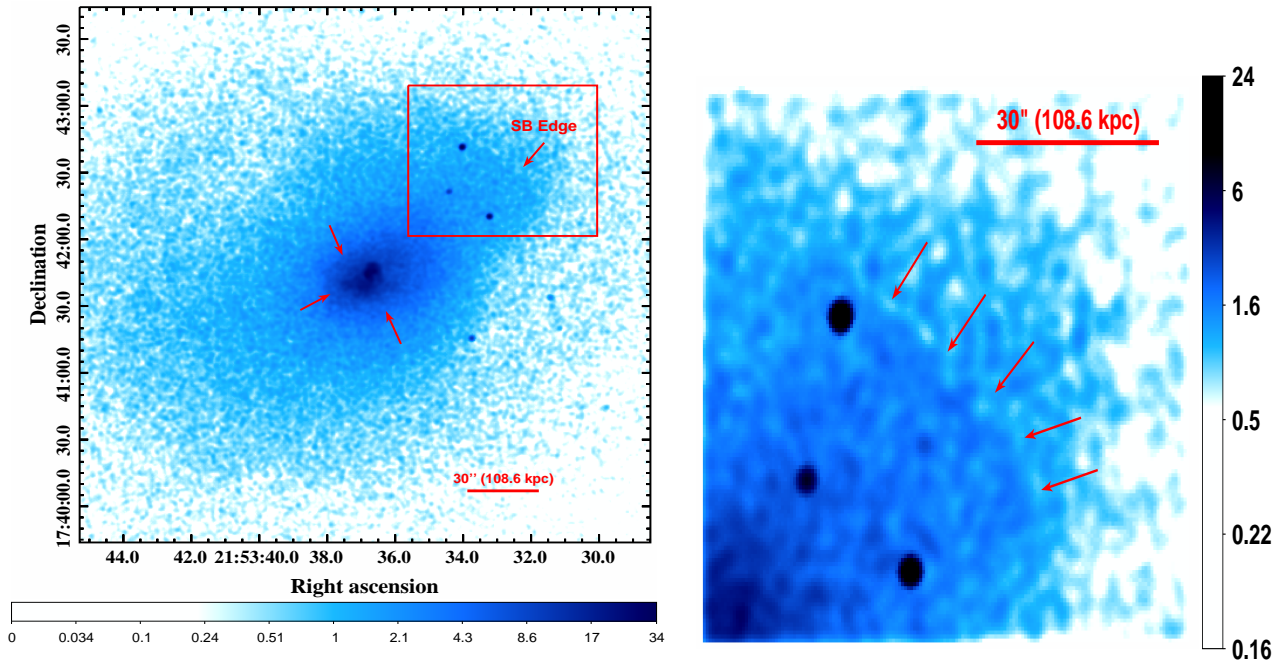 30.0
43:00.0
30.0
42:00.0
30.0
41:00.0
30.0
17:40:00.0
Declination
SB Edge
30'' (108.6 kpc)
44.0 42.0 21:53:40.0 38.0 36.0 34.0 32.0 30.0
Right ascension
0 0.034 0.1 0.24 0.51 1 2.1 4.3 8.6 17 34
30" (108.6 kpc)
24
6
1.6
0.5
0.22
0.16